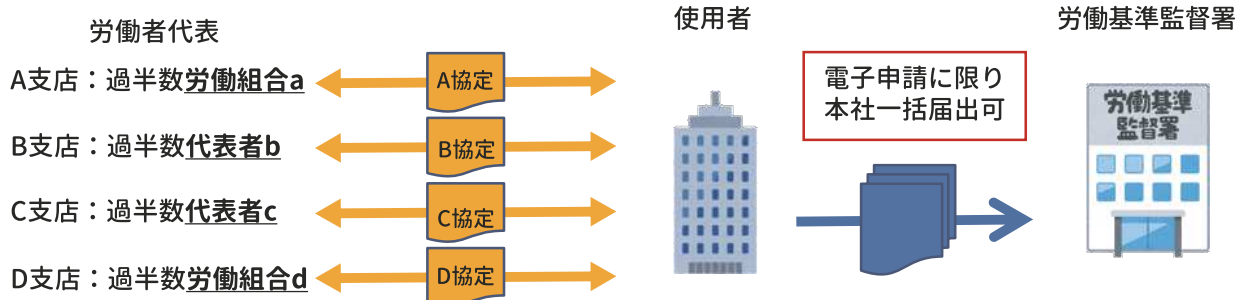 労働者代表
使用者
労働基準監督署
A支店：過半数労働組合a
A協定
電子申請に限り
本社一括届出可
労働基準
監督署
B支店：過半数代表者b
B協定
C支店：過半数代表者c
C協定
D支店：過半数労働組合d
D協定